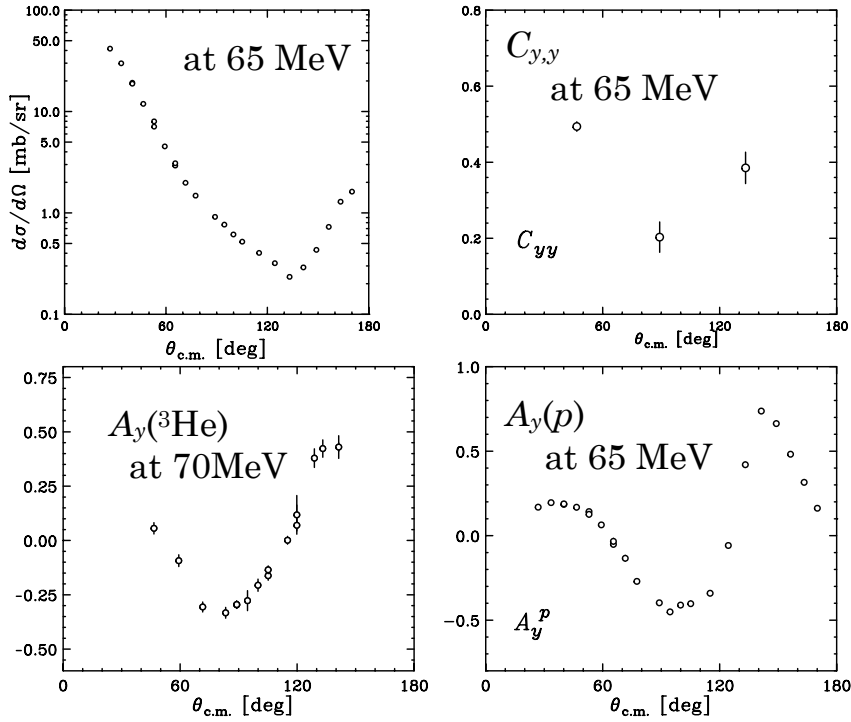 100.0
50.0
10.0
5.0
1.0
0.5
0.1
dσ/dΩ [mb/sr]
at 65 MeV
0 60 120 180
θc.m. [deg]
0.8
0.6
0.4
0.2
0.0
Cy,y
at 65 MeV
Cyy
0 60 120 180
θc.m. [deg]
0.75
0.50
0.25
0.00
−0.25
−0.50
Ay(³He)
at 70MeV
0 60 120 180
θc.m. [deg]
1.0
0.5
0.0
−0.5
Ay(p)
at 65 MeV
Ayᵖ
0 60 120 180
θc.m. [deg]